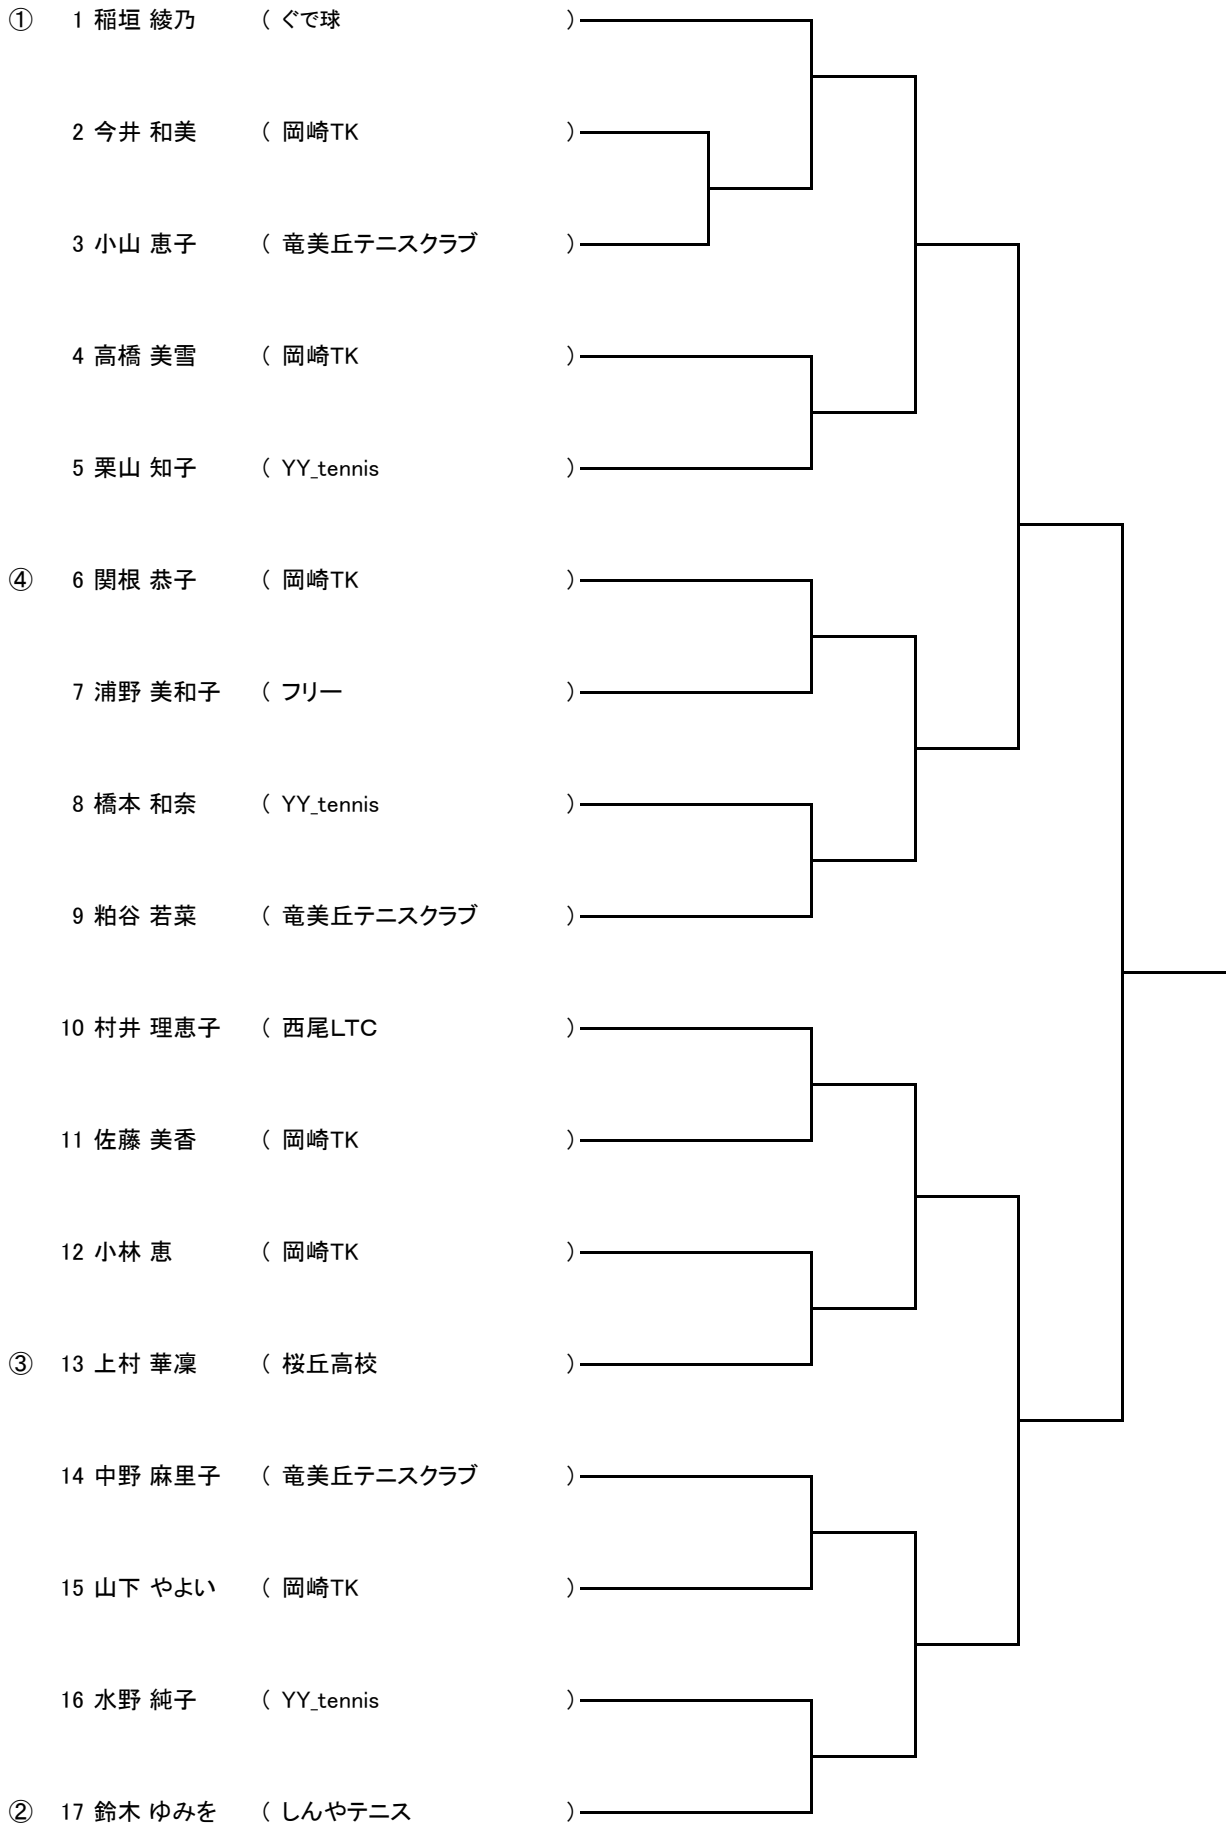 ① 1 稲垣 綾乃 ( ぐで球 )
2 今井 和美 ( 岡崎TK )
3 小山 恵子 ( 竜美丘テニスクラブ )
4 高橋 美雪 ( 岡崎TK )
5 栗山 知子 ( YY_tennis )
④ 6 関根 恭子 ( 岡崎TK )
7 浦野 美和子 ( フリー )
8 橋本 和奈 ( YY_tennis )
9 粕谷 若菜 ( 竜美丘テニスクラブ )
10 村井 理恵子 ( 西尾LTC )
11 佐藤 美香 ( 岡崎TK )
12 小林 恵 ( 岡崎TK )
③ 13 上村 華凜 ( 桜丘高校 )
14 中野 麻里子 ( 竜美丘テニスクラブ )
15 山下 やよい ( 岡崎TK )
16 水野 純子 ( YY_tennis )
② 17 鈴木 ゆみを ( しんやテニス )